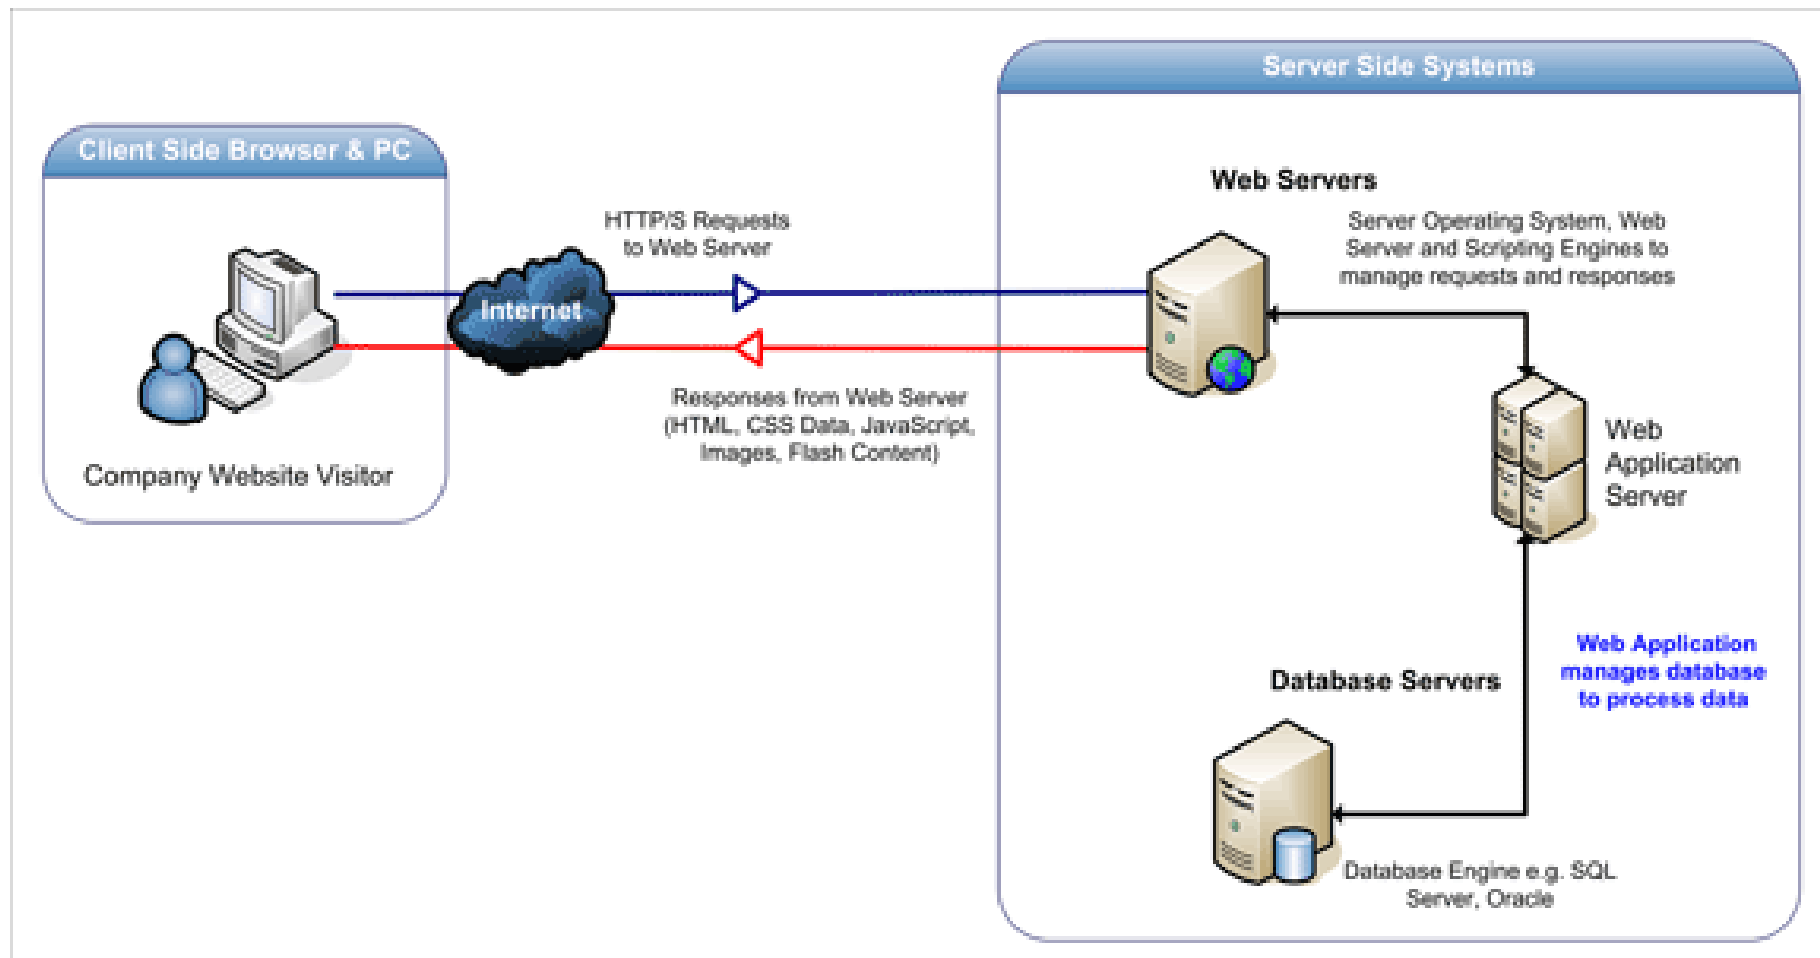 Server Side Systems
Client Side Browser & PC
Web Servers
HTTP/S Requests
to Web Server
Server Operating System, Web
Server and Scripting Engines to
manage requests and responses
Internet
Responses from Web Server
(HTML, CSS Data, JavaScript,
Images, Flash Content)
Company Website Visitor
Web
Application
Server
Web Application
manages database
to process data
Database Servers
Database Engine e.g. SQL
Server, Oracle